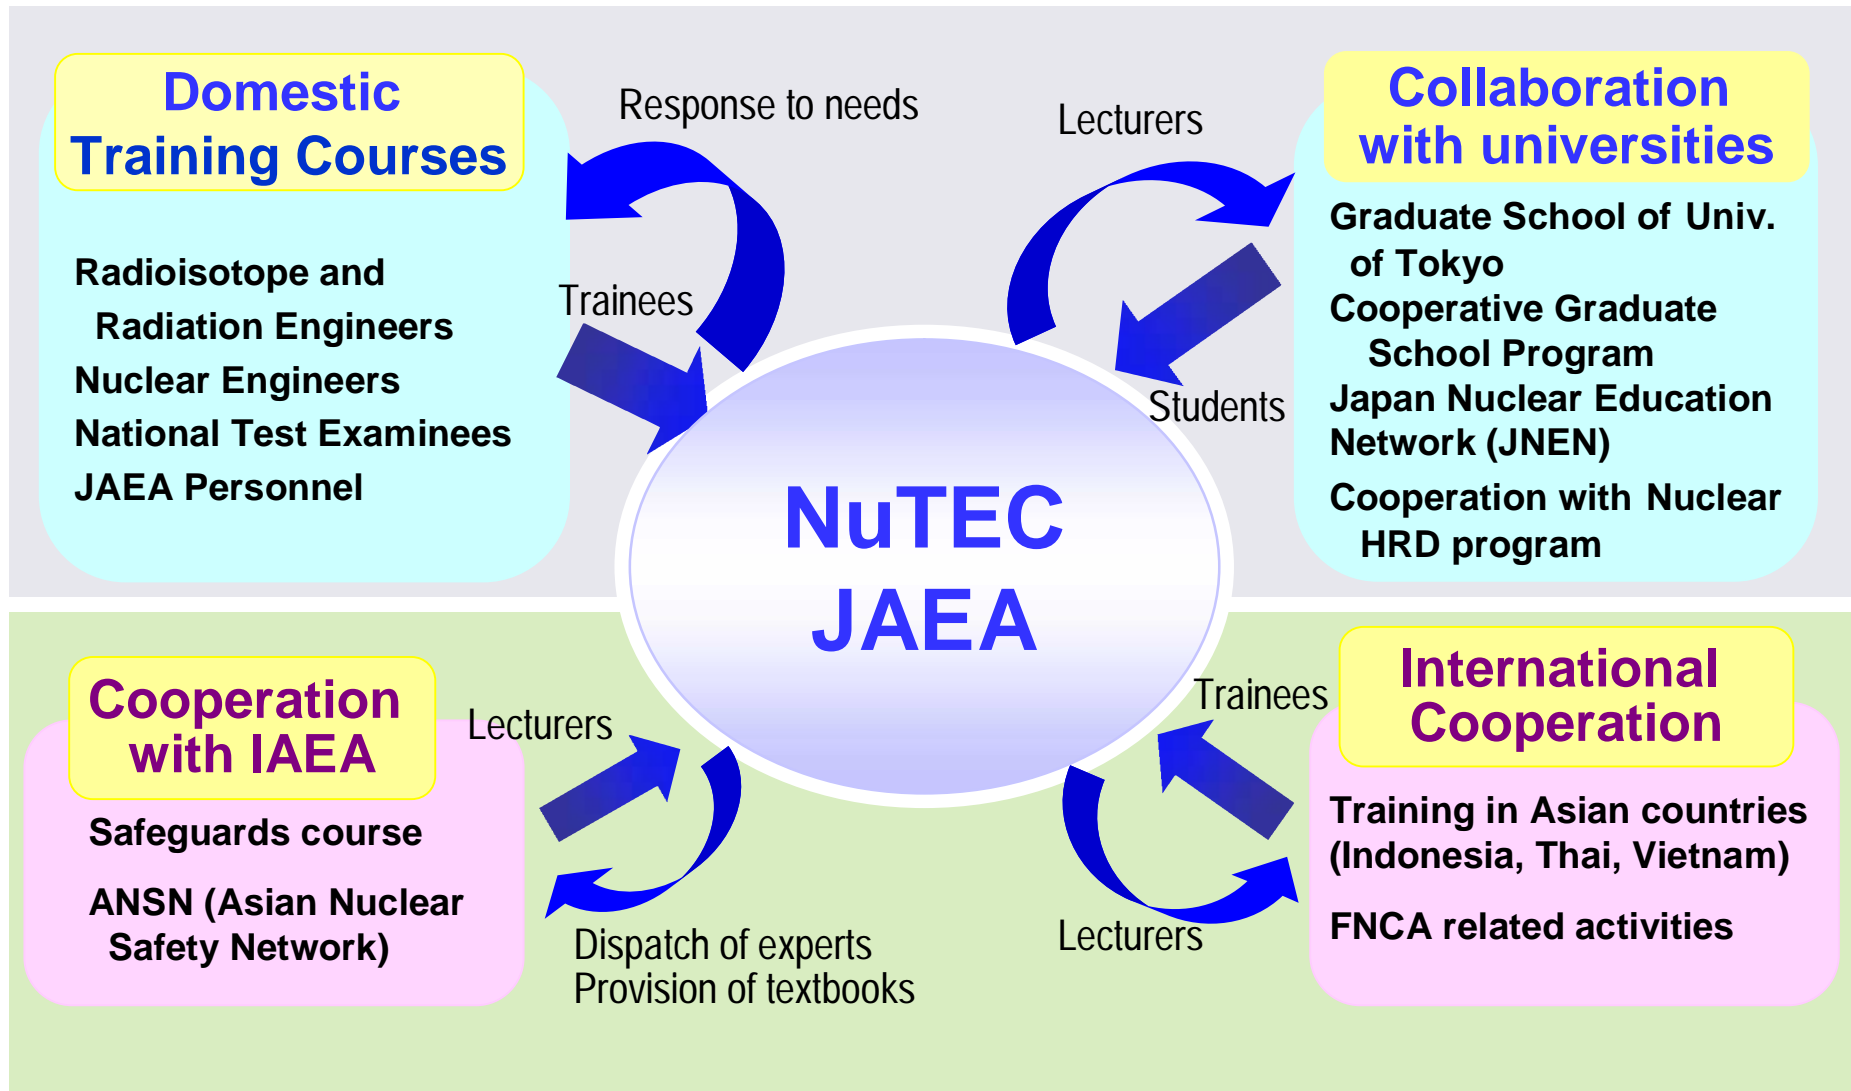 Domestic
Training Courses
Radioisotope and
Radiation Engineers
Nuclear Engineers
National Test Examinees
JAEA Personnel
Response to needs
Trainees
Lecturers
Students
Collaboration
with universities
Graduate School of Univ.
of Tokyo
Cooperative Graduate
School Program
Japan Nuclear Education
Network (JNEN)
Cooperation with Nuclear
HRD program
NuTEC
JAEA
Cooperation
with IAEA
Safeguards course
ANSN (Asian Nuclear
Safety Network)
Lecturers
Dispatch of experts
Provision of textbooks
Trainees
Lecturers
International
Cooperation
Training in Asian countries
(Indonesia, Thai, Vietnam)
FNCA related activities